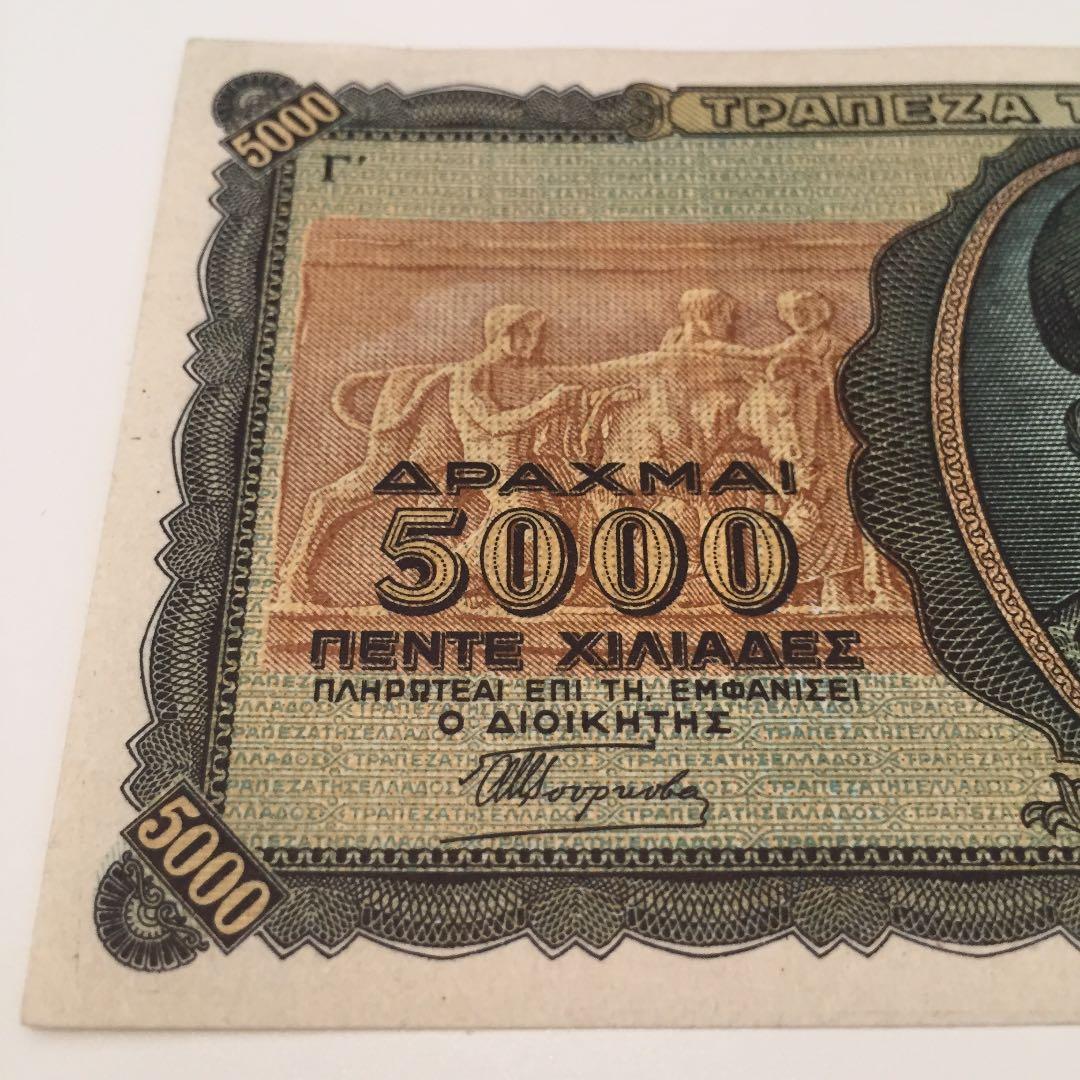 5000
ΤΡΑΠΕΖΑ Τ
Γ'
ΔΡΑΧΜΑΙ
5000
ΠΕΝΤΕ ΧΙΛΙΑΔΕΣ
ΠΛΗΡΩΤΕΑΙ ΕΠΙ ΤΗ, ΕΜΦΑΝΙΣΕΙ
Ο ΔΙΟΙΚΗΤΗΣ
5000